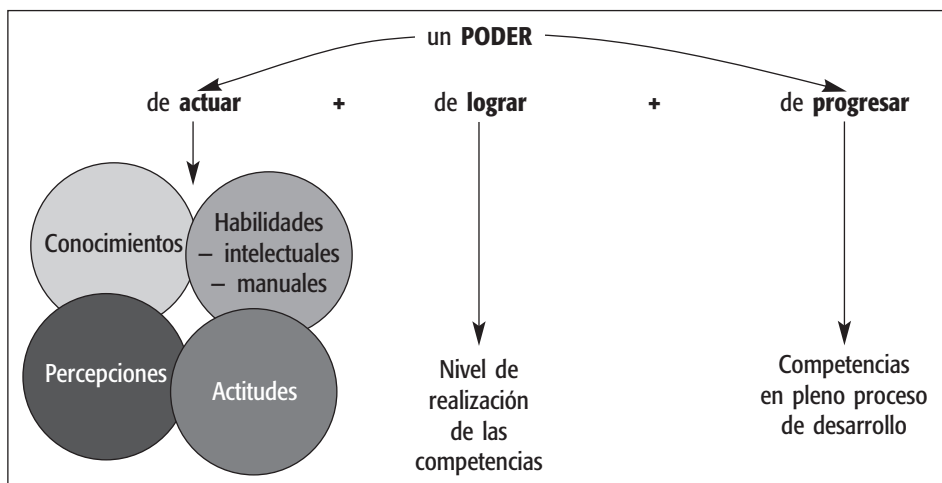 un PODER
de actuar + de lograr + de progresar
Conocimientos
Habilidades
– intelectuales
– manuales
Percepciones
Actitudes
Nivel de
realización
de las
competencias
Competencias
en pleno proceso
de desarrollo